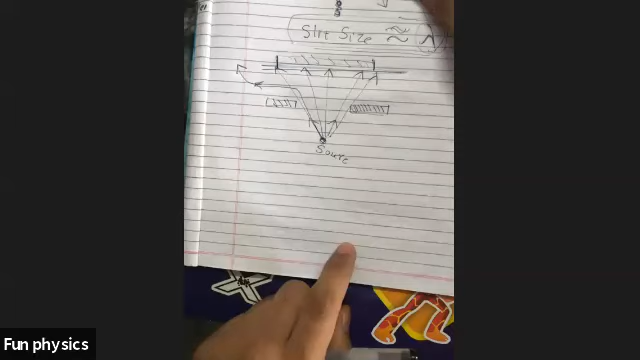 Slit Size ≈ λ
Source
Fun physics